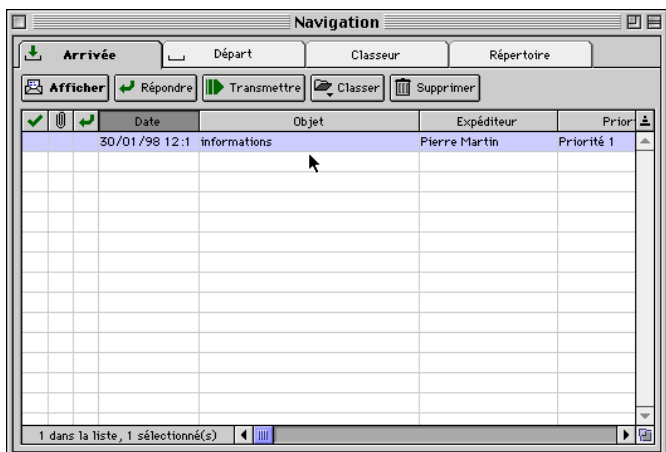 Navigation
Arrivée Départ Classeur Répertoire
Afficher Répondre Transmettre Classer Supprimer
Date Objet Expéditeur Prior
30/01/98 12:1 informations Pierre Martin Priorité 1
1 dans la liste, 1 sélectionné(s)